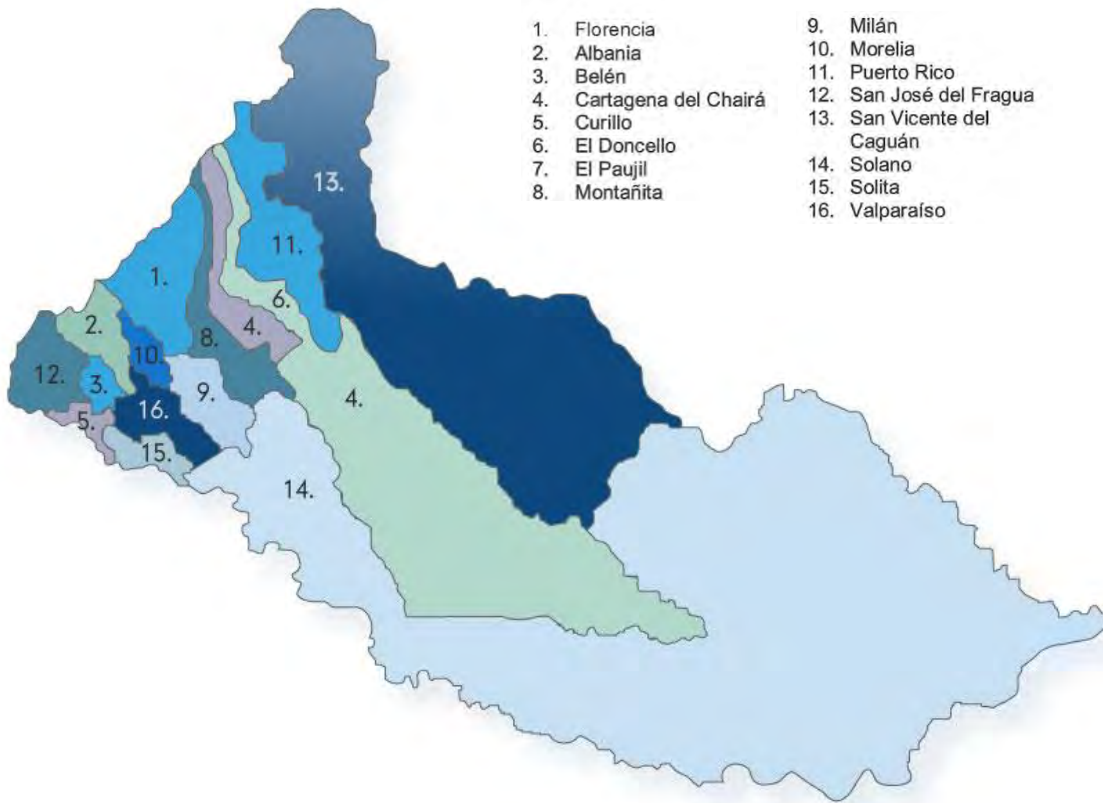 1. Florencia
2. Albania
3. Belén
4. Cartagena del Chairá
5. Curillo
6. El Doncello
7. El Paujil
8. Montañita
9. Milán
10. Morelia
11. Puerto Rico
12. San José del Fragua
13. San Vicente del
Caguán
14. Solano
15. Solita
16. Valparaíso
13.
11.
1.
6.
4.
2.
8.
10.
12.
3.
9.
4.
16.
5.
15.
14.